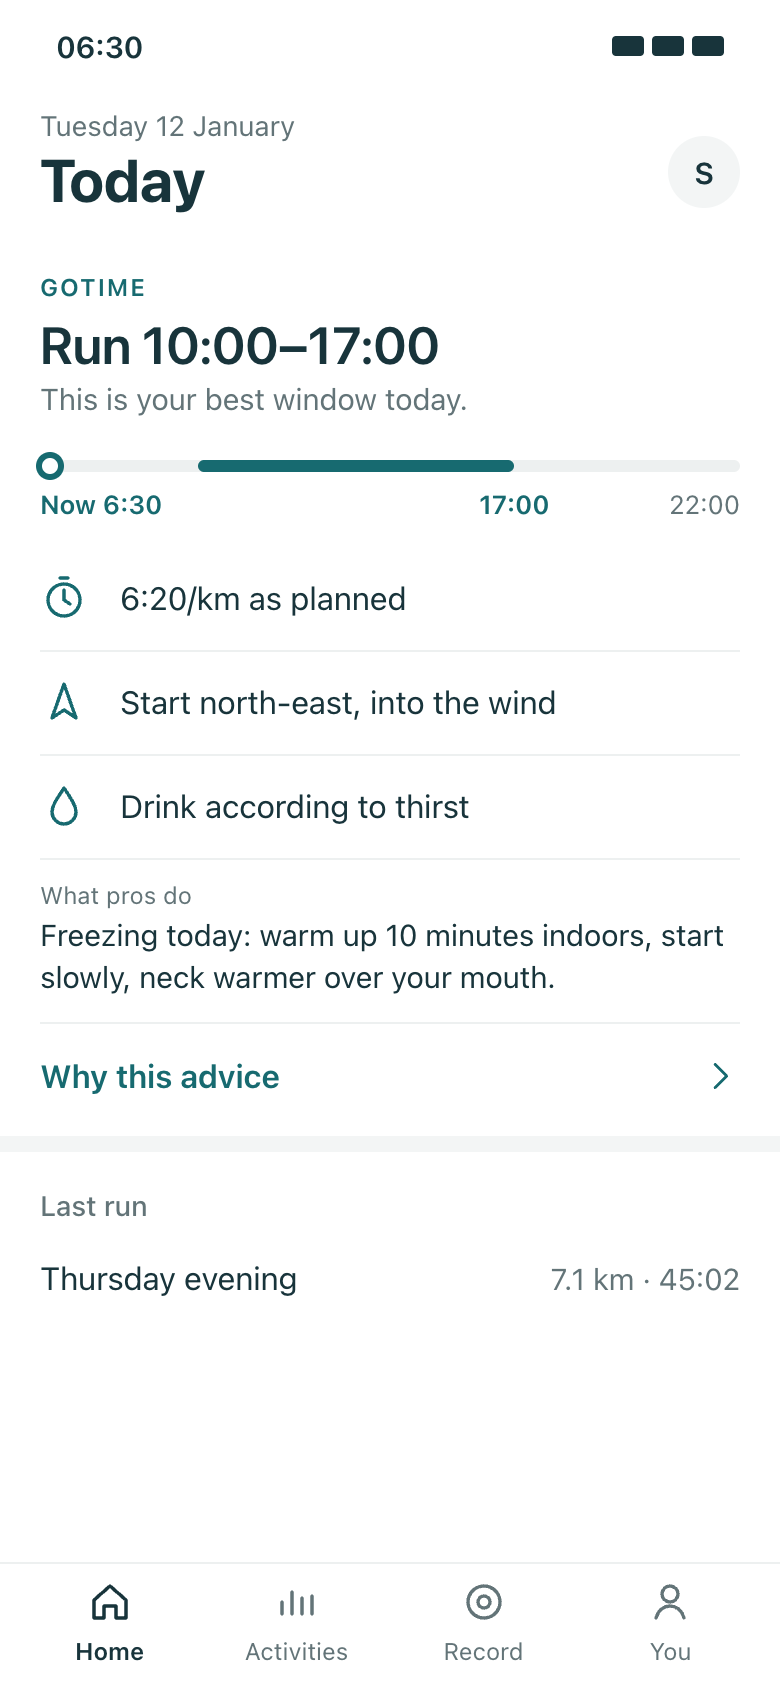 06:30
Tuesday 12 January
Today
S
GOTIME
Run 10:00–17:00
This is your best window today.
Now 6:30
17:00
22:00
6:20/km as planned
Start north-east, into the wind
Drink according to thirst
What pros do
Freezing today: warm up 10 minutes indoors, start
slowly, neck warmer over your mouth.
Why this advice
Last run
Thursday evening
7.1 km · 45:02
Home
Activities
Record
You